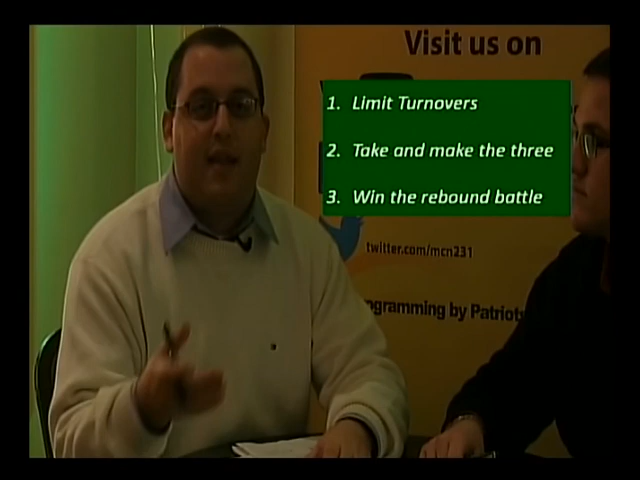 Visit us on
1. Limit Turnovers
2. Take and make the three
3. Win the rebound battle
twitter.com/mcn231
ogramming by Patriots